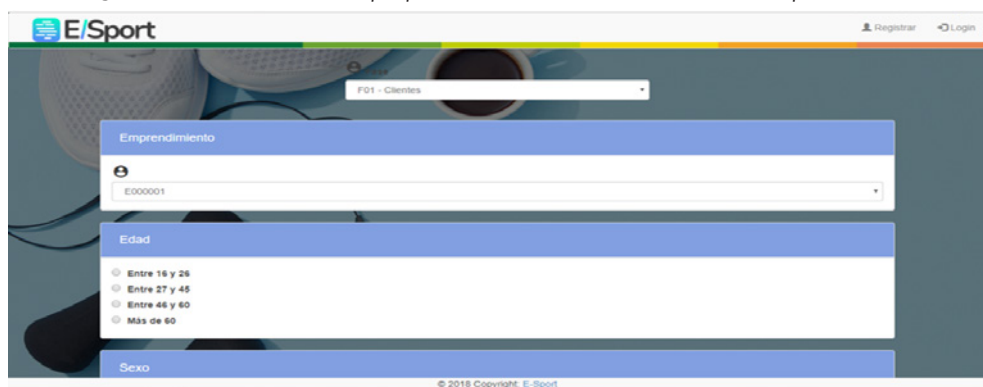 E/Sport
Registrar
Login
F01 - Clientes
Emprendimiento
E000001
Edad
Entre 16 y 26
Entre 27 y 45
Entre 46 y 60
Más de 60
Sexo
© 2018 Copyright: E-Sport